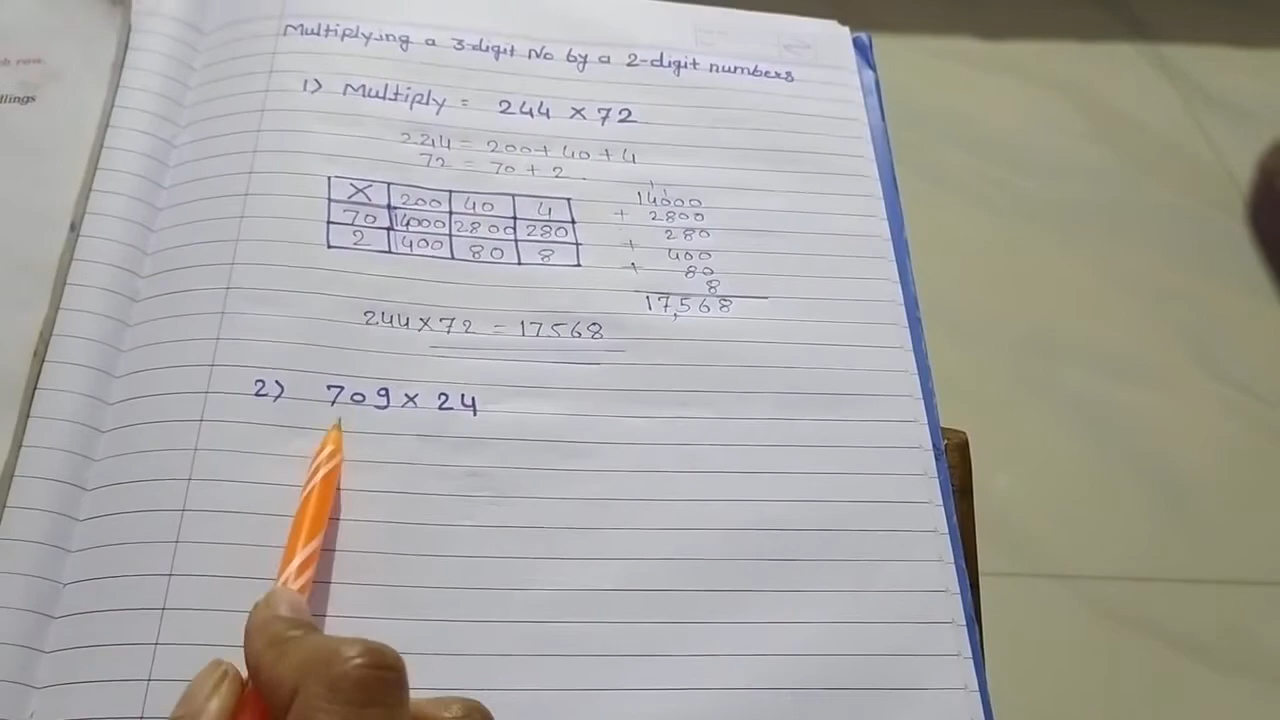 Multiplying a 3-digit No by a 2-digit numbers
1) Multiply = 244 × 72
2214 = 200 + 40 + 4
72 = 70 + 2
X 200 40 4
70 14000 2800 280
2 400 80 8
14000
+ 2800
280
+ 400
+ 80
8
17,568
244 × 72 = 17568
2) 709 × 24
llings